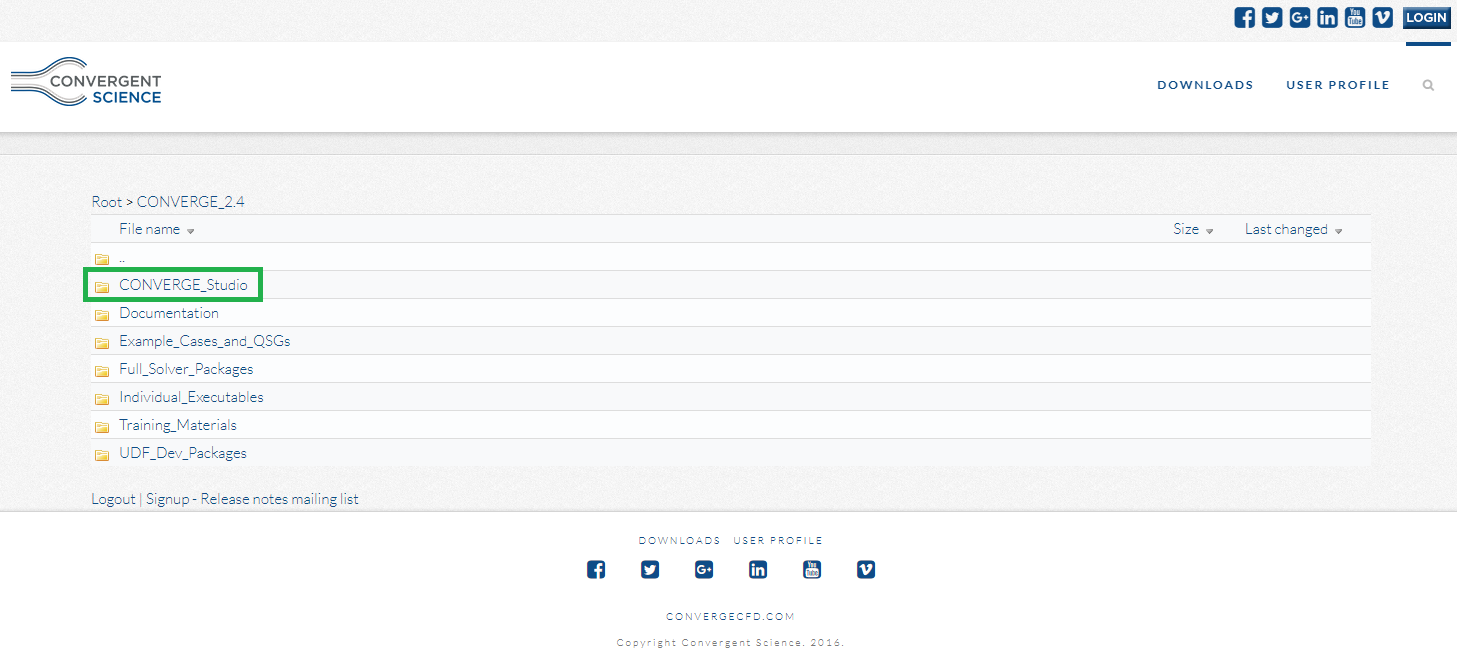 LOGIN
CONVERGENT
SCIENCE
DOWNLOADS USER PROFILE
Root > CONVERGE_2.4
File name Size Last changed
..
CONVERGE_Studio
Documentation
Example_Cases_and_QSGs
Full_Solver_Packages
Individual_Executables
Training_Materials
UDF_Dev_Packages
Logout | Signup - Release notes mailing list
DOWNLOADS USER PROFILE
CONVERGECFD.COM
Copyright Convergent Science. 2016.